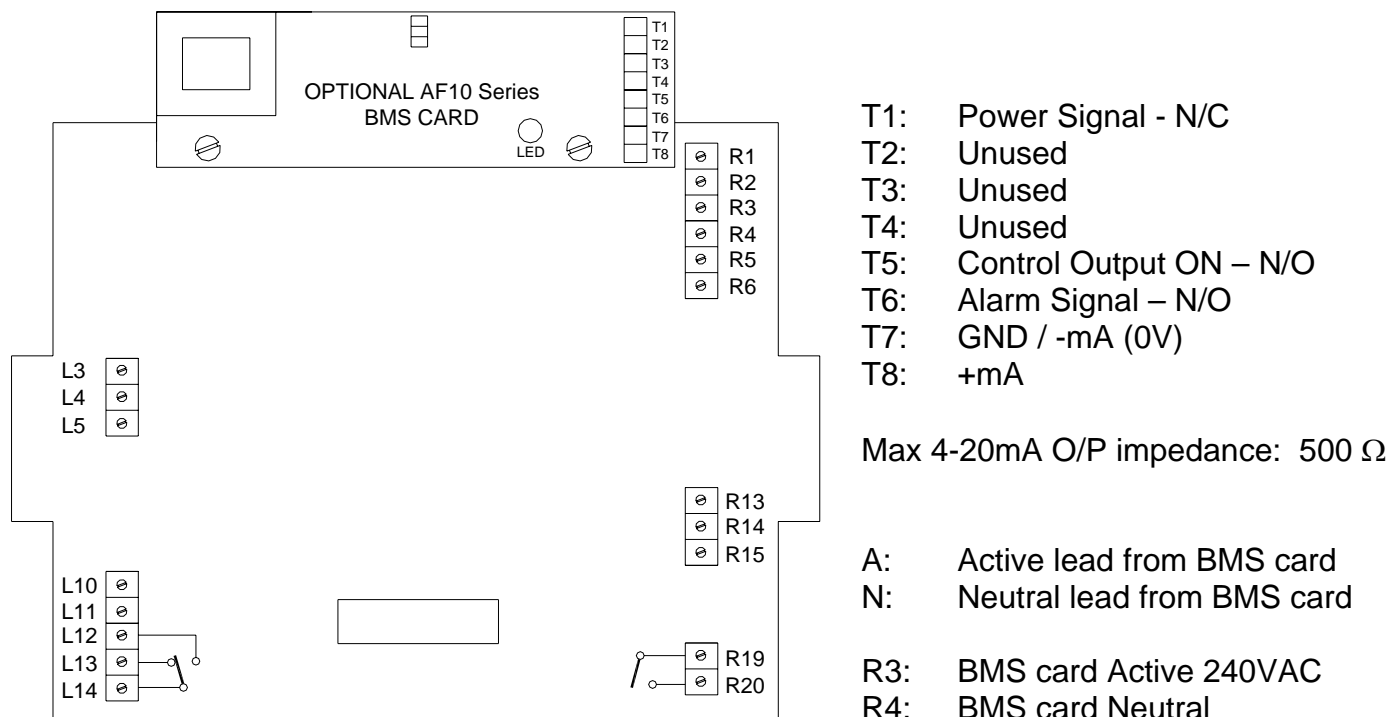 T1
T2
T3
T4
T5
T6
T7
T8
OPTIONAL AF10 Series
BMS CARD
LED
R1
R2
R3
R4
R5
R6
L3
L4
L5
R13
R14
R15
L10
L11
L12
L13
L14
R19
R20
T1: Power Signal - N/C
T2: Unused
T3: Unused
T4: Unused
T5: Control Output ON – N/O
T6: Alarm Signal – N/O
T7: GND / -mA (0V)
T8: +mA
Max 4-20mA O/P impedance: 500 Ω
A: Active lead from BMS card
N: Neutral lead from BMS card
R3: BMS card Active 240VAC
R4: BMS card Neutral